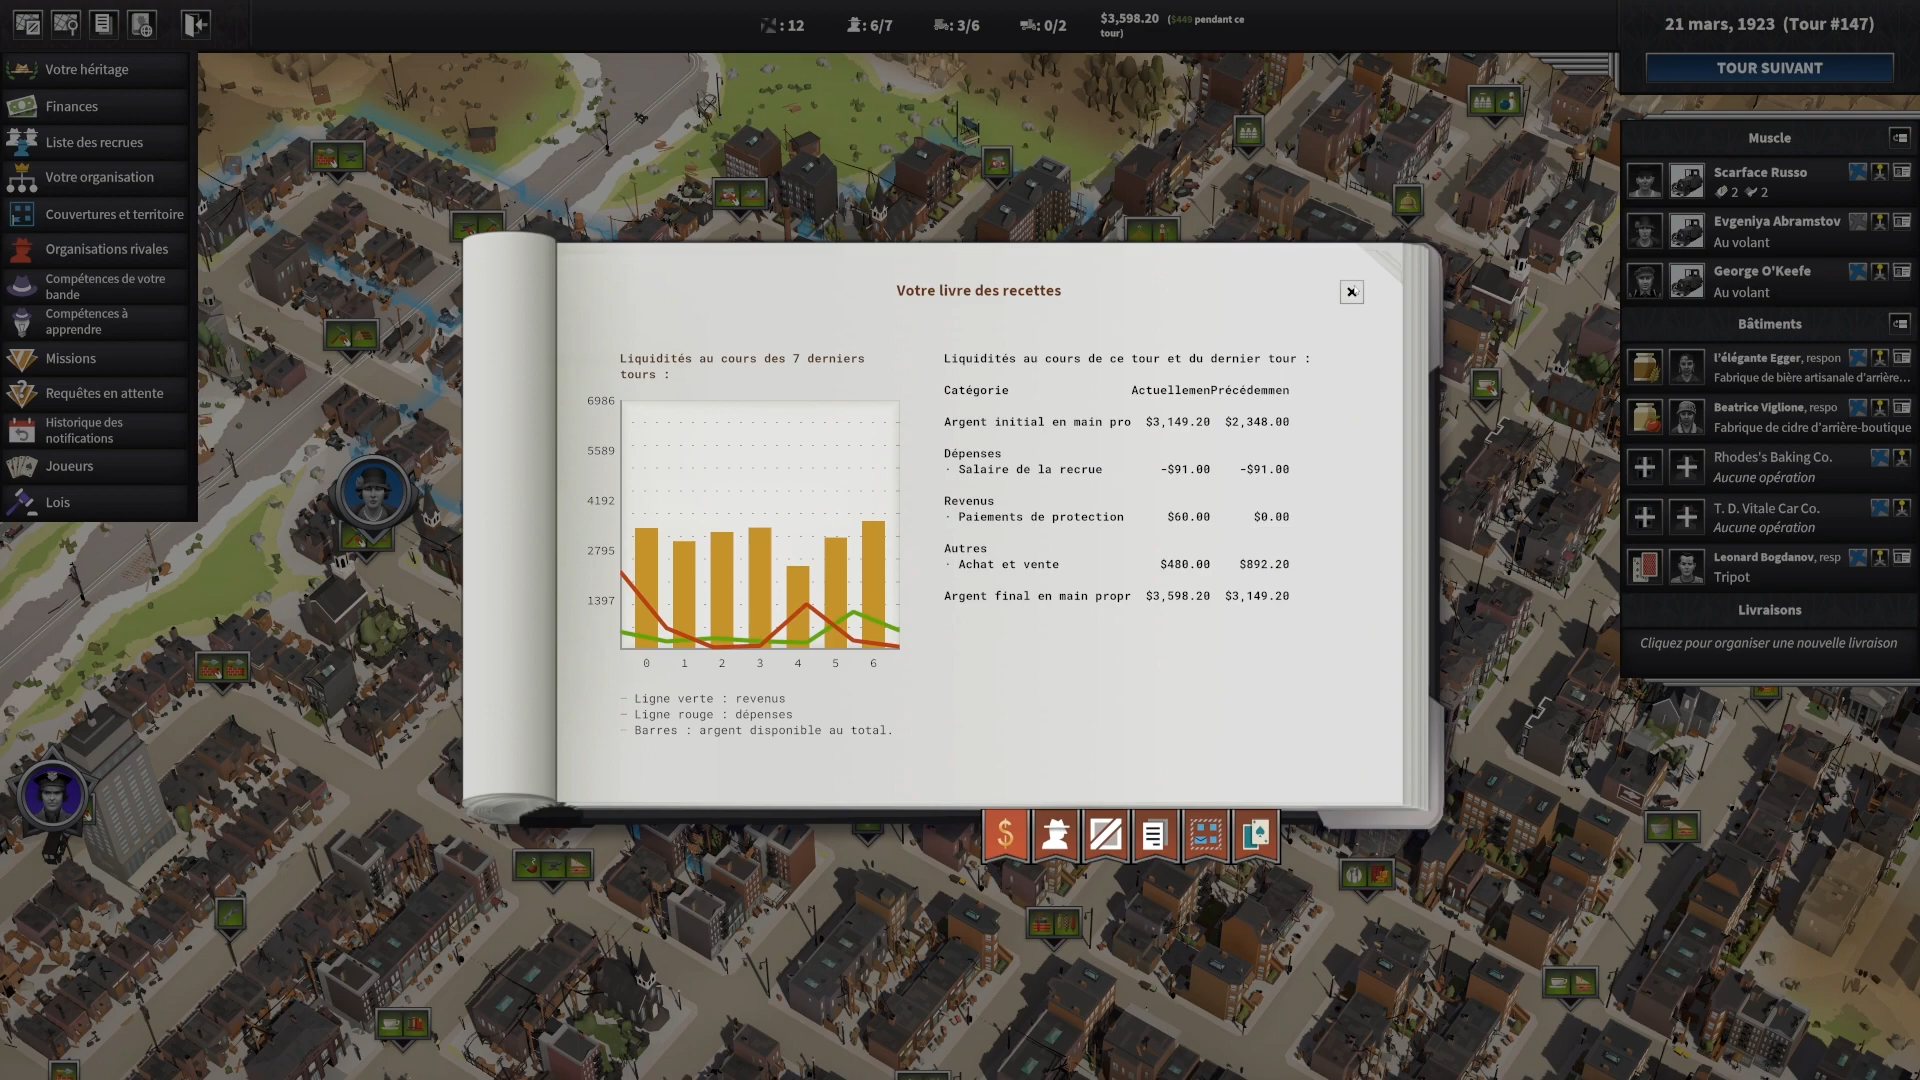 : 12
: 6/7
: 3/6
: 0/2
$3,598.20 ($449 pendant ce
tour)
21 mars, 1923 (Tour #147)
TOUR SUIVANT
Votre héritage
Finances
Liste des recrues
Votre organisation
Couvertures et territoire
Organisations rivales
Compétences de votre
bande
Compétences à
apprendre
Missions
Requêtes en attente
Historique des
notifications
Joueurs
Lois
Votre livre des recettes
x
Liquidités au cours des 7 derniers
tours :
6986
5589
4192
2795
1397
0 1 2 3 4 5 6
— Ligne verte : revenus
— Ligne rouge : dépenses
— Barres : argent disponible au total.
Liquidités au cours de ce tour et du dernier tour :
Catégorie ActuellemenPrécédemmen
Argent initial en main pro $3,149.20 $2,348.00
Dépenses
· Salaire de la recrue -$91.00 -$91.00
Revenus
· Paiements de protection $60.00 $0.00
Autres
· Achat et vente $480.00 $892.20
Argent final en main propr $3,598.20 $3,149.20
$
Muscle
Scarface Russo
2 2
Evgeniya Abramstov
Au volant
George O'Keefe
Au volant
Bâtiments
l'élégante Egger, respon
Fabrique de bière artisanale d'arrière...
Beatrice Viglione, respo
Fabrique de cidre d'arrière-boutique
Rhodes's Baking Co.
Aucune opération
T. D. Vitale Car Co.
Aucune opération
Leonard Bogdanov, resp
Tripot
Livraisons
Cliquez pour organiser une nouvelle livraison